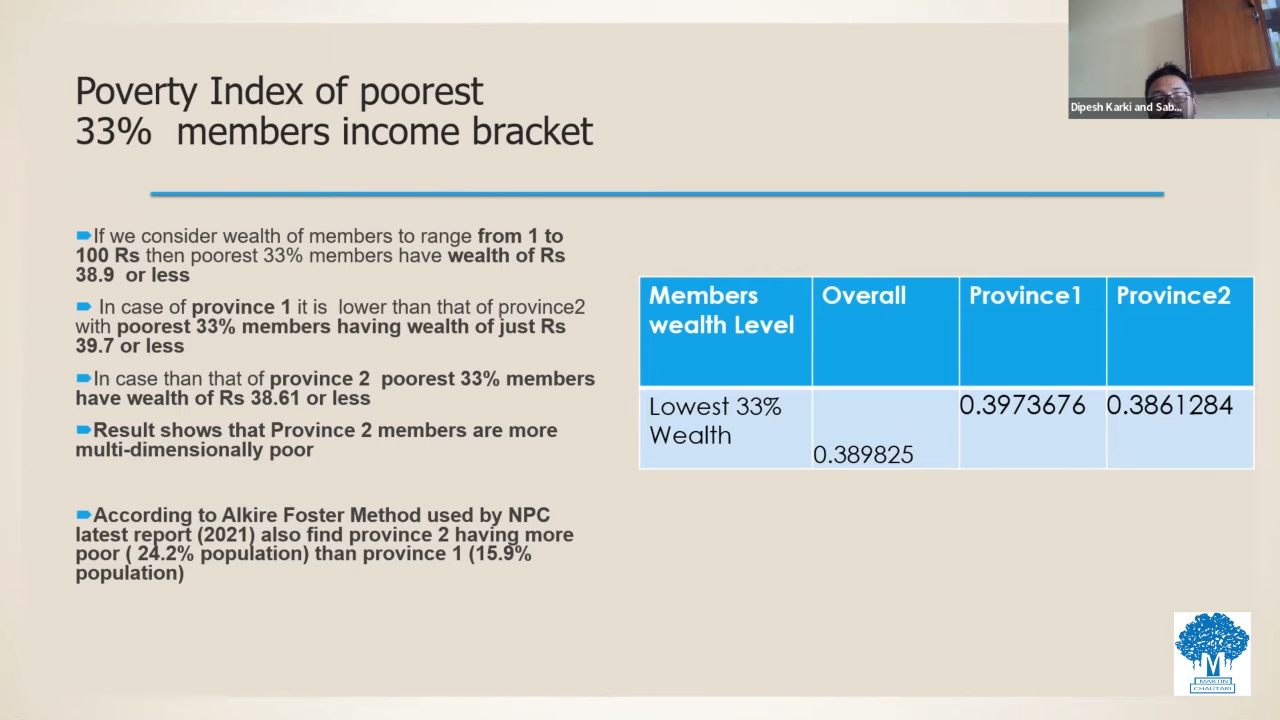 Poverty Index of poorest
33% members income bracket
Dipesh Karki and Sab...
If we consider wealth of members to range from 1 to
100 Rs then poorest 33% members have wealth of Rs
38.9 or less
In case of province 1 it is lower than that of province2
with poorest 33% members having wealth of just Rs
39.7 or less
In case than that of province 2 poorest 33% members
have wealth of Rs 38.61 or less
Result shows that Province 2 members are more
multi-dimensionally poor
According to Alkire Foster Method used by NPC
latest report (2021) also find province 2 having more
poor ( 24.2% population) than province 1 (15.9%
population)
Members wealth Level Overall Province1 Province2
Lowest 33% Wealth 0.389825 0.3973676 0.3861284
M
MARTIN
CHAUTARI